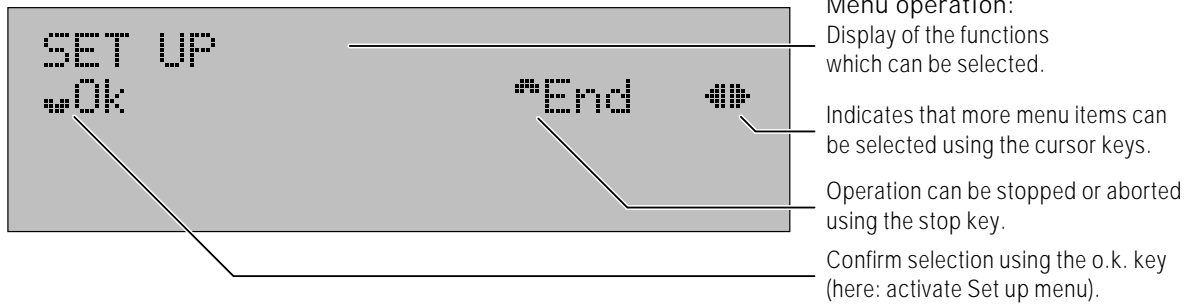 SET UP
Ok End
Menu operation:
Display of the functions
which can be selected.
Indicates that more menu items can
be selected using the cursor keys.
Operation can be stopped or aborted
using the stop key.
Confirm selection using the o.k. key
(here: activate Set up menu).